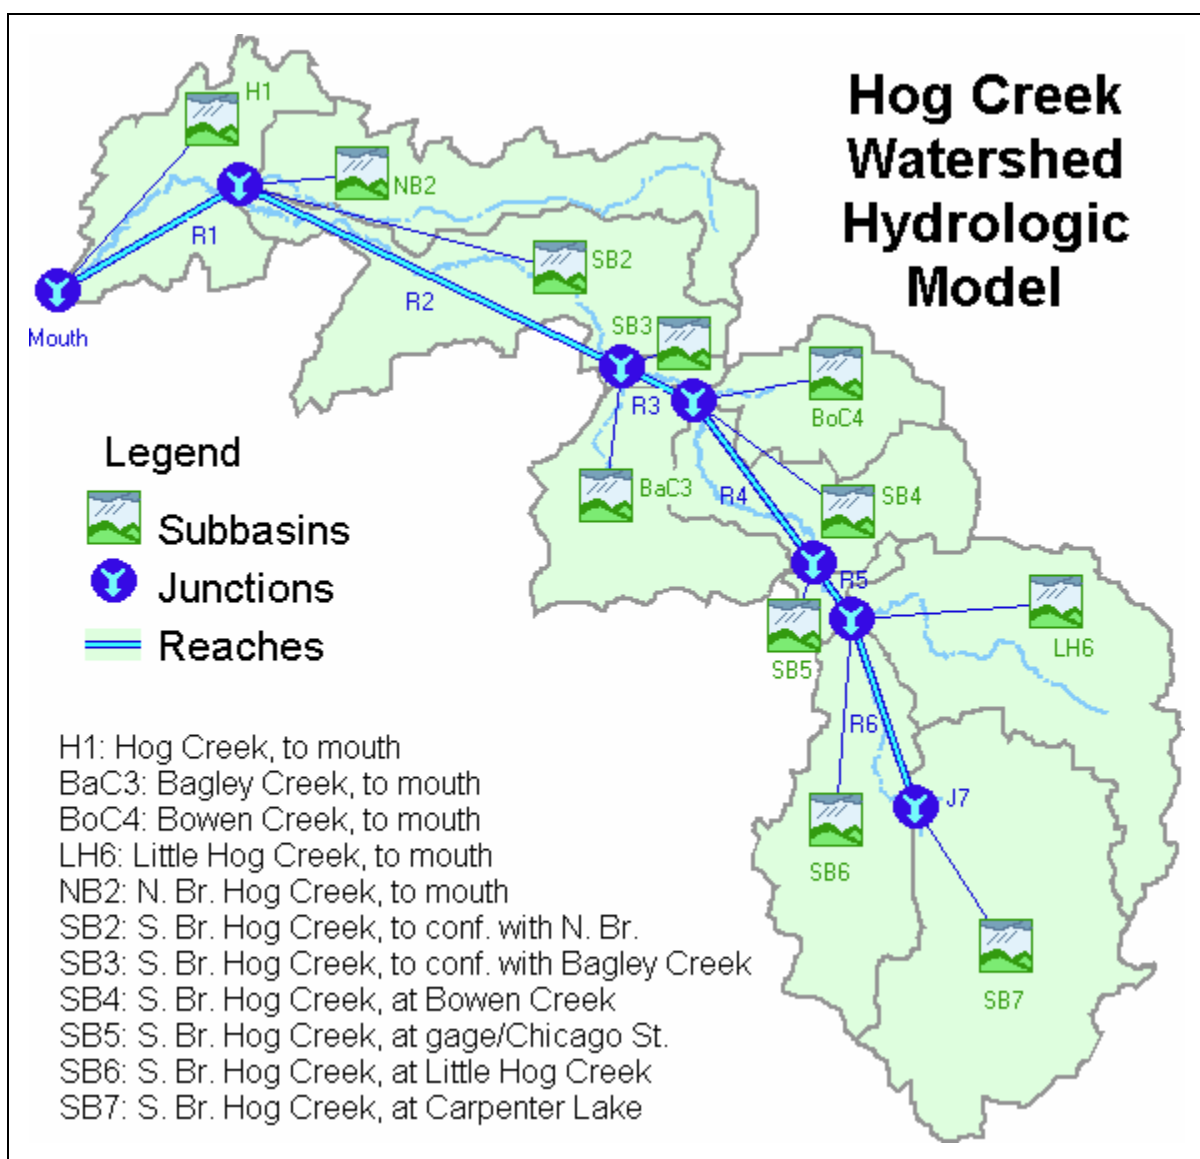 Hog Creek
Watershed
Hydrologic
Model
H1
NB2
R1
SB2
R2
Mouth
SB3
R3
BoC4
BaC3
R4
SB4
R5
SB5
LH6
R6
J7
SB6
SB7
Legend
Subbasins
Junctions
Reaches
H1: Hog Creek, to mouth
BaC3: Bagley Creek, to mouth
BoC4: Bowen Creek, to mouth
LH6: Little Hog Creek, to mouth
NB2: N. Br. Hog Creek, to mouth
SB2: S. Br. Hog Creek, to conf. with N. Br.
SB3: S. Br. Hog Creek, to conf. with Bagley Creek
SB4: S. Br. Hog Creek, at Bowen Creek
SB5: S. Br. Hog Creek, at gage/Chicago St.
SB6: S. Br. Hog Creek, at Little Hog Creek
SB7: S. Br. Hog Creek, at Carpenter Lake